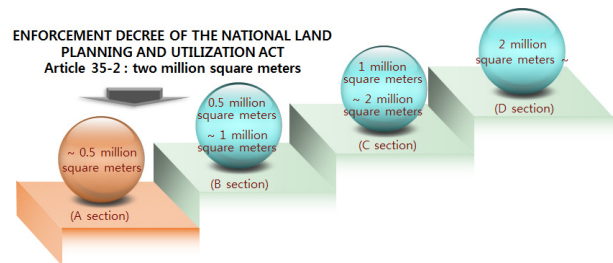 ENFORCEMENT DECREE OF THE NATIONAL LAND
PLANNING AND UTILIZATION ACT
Article 35-2 : two million square meters
~ 0.5 million
square meters
(A section)
0.5 million
square meters
~ 1 million
square meters
(B section)
1 million
square meters
~ 2 million
square meters
(C section)
2 million
square meters ~
(D section)